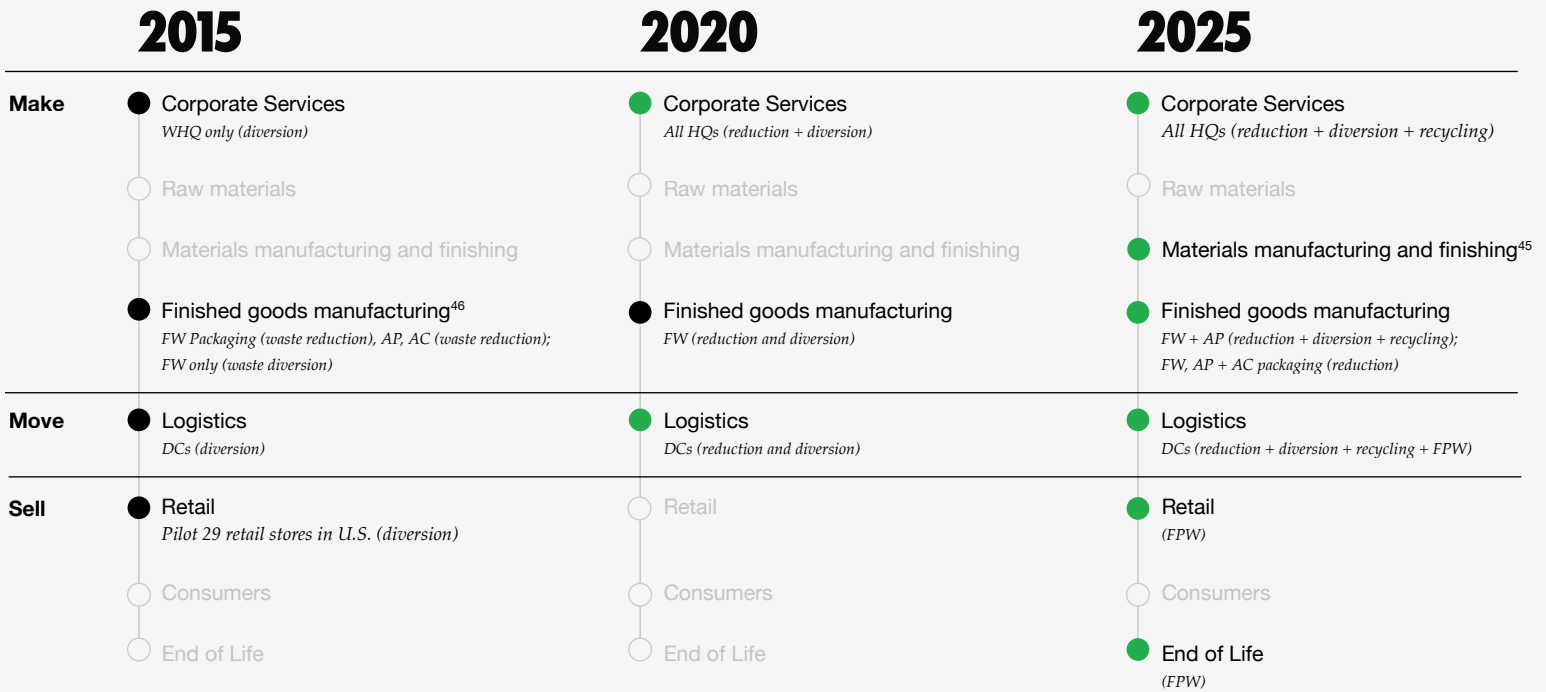 2015 2020 2025
Make
Corporate Services
WHQ only (diversion)
Raw materials
Materials manufacturing and finishing
Finished goods manufacturing46
FW Packaging (waste reduction), AP, AC (waste reduction);
FW only (waste diversion)
Corporate Services
All HQs (reduction + diversion)
Raw materials
Materials manufacturing and finishing
Finished goods manufacturing
FW (reduction and diversion)
Corporate Services
All HQs (reduction + diversion + recycling)
Raw materials
Materials manufacturing and finishing45
Finished goods manufacturing
FW + AP (reduction + diversion + recycling);
FW, AP + AC packaging (reduction)
Move
Logistics
DCs (diversion)
Logistics
DCs (reduction and diversion)
Logistics
DCs (reduction + diversion + recycling + FPW)
Sell
Retail
Pilot 29 retail stores in U.S. (diversion)
Consumers
End of Life
Retail
Consumers
End of Life
Retail
(FPW)
Consumers
End of Life
(FPW)